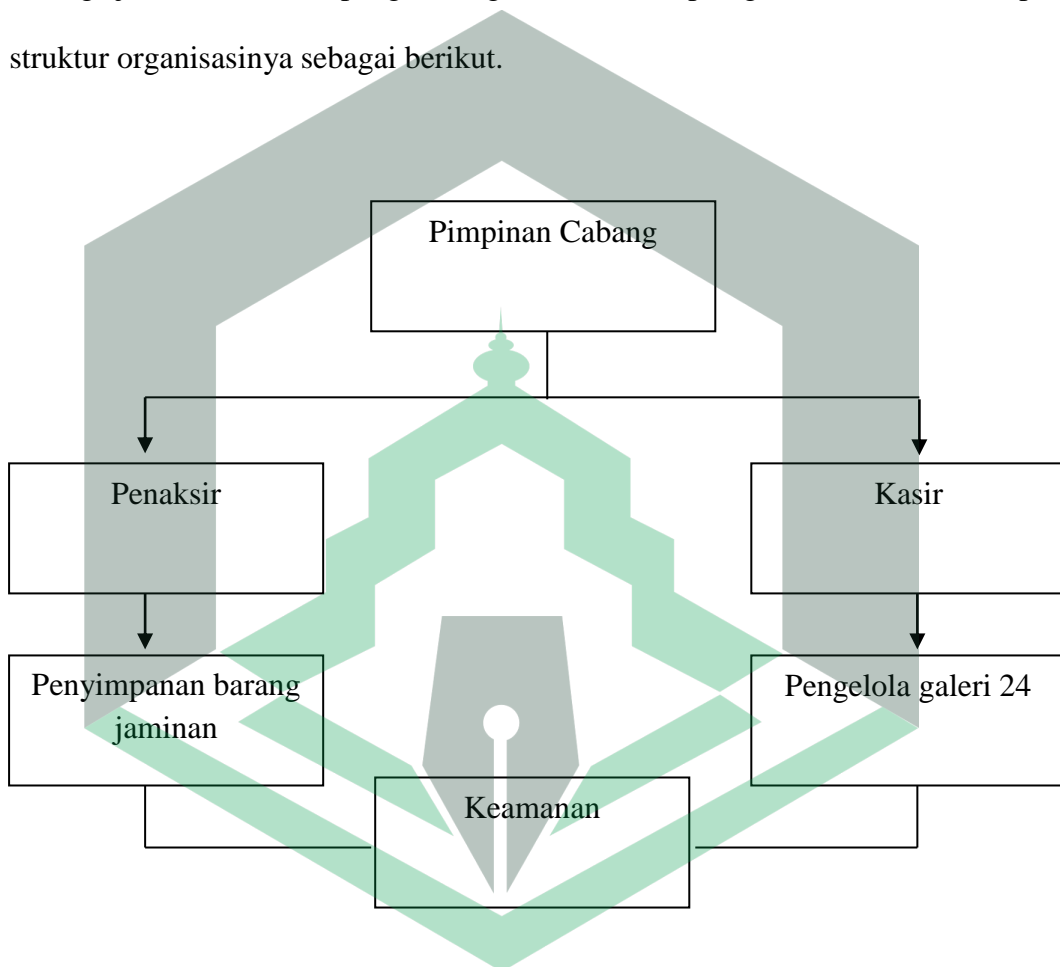 struktur organisasinya sebagai berikut.
Pimpinan Cabang
Penaksir
Kasir
Penyimpanan barang
jaminan
Pengelola galeri 24
Keamanan